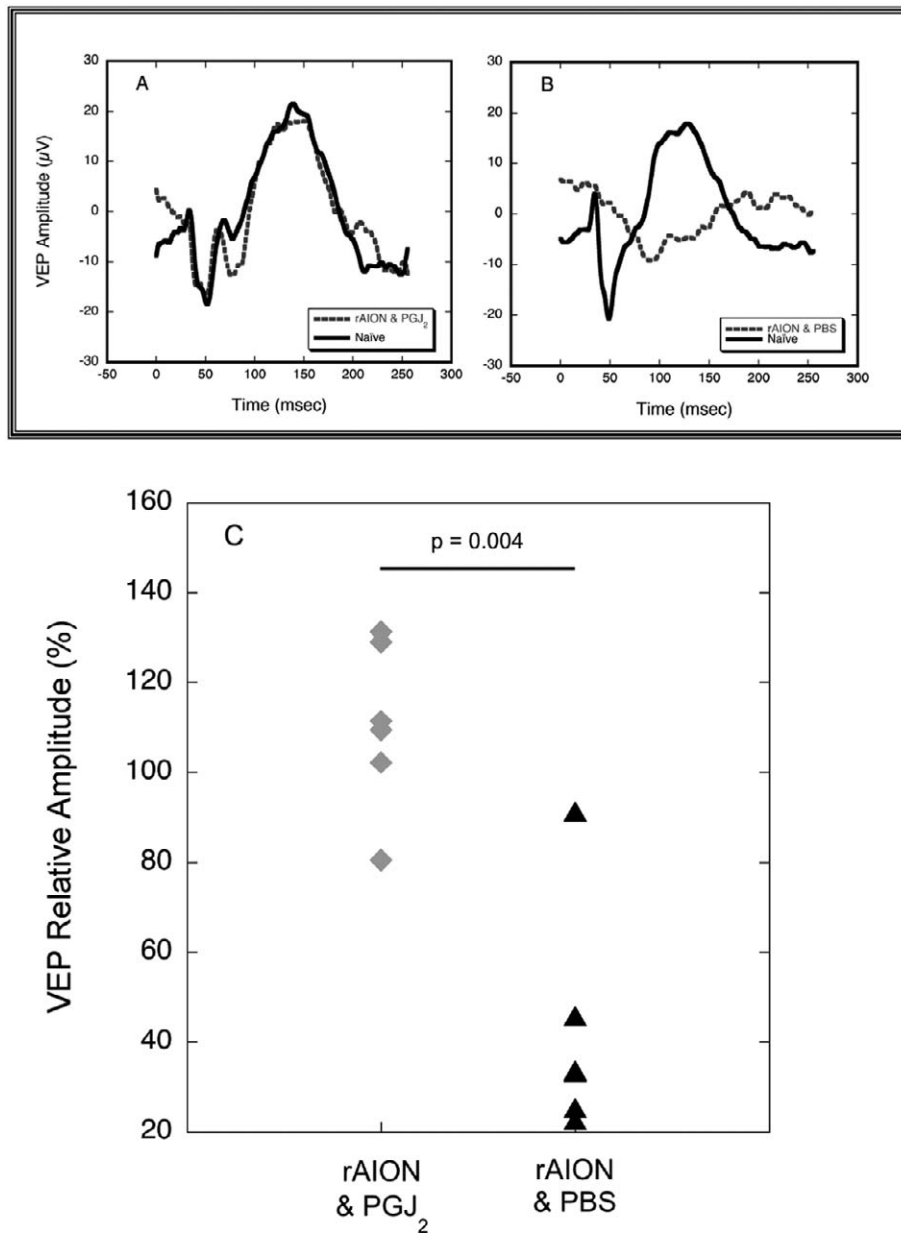 A
30
20
10
0
-10
-20
-30
VEP Amplitude (µV)
rAION & PGJ2
Naïve
-50 0 50 100 150 200 250 300
Time (msec)
B
30
20
10
0
-10
-20
-30
rAION & PBS
Naïve
-50 0 50 100 150 200 250 300
Time (msec)
C
p = 0.004
160
140
120
100
80
60
40
20
VEP Relative Amplitude (%)
rAION
& PGJ2
rAION
& PBS